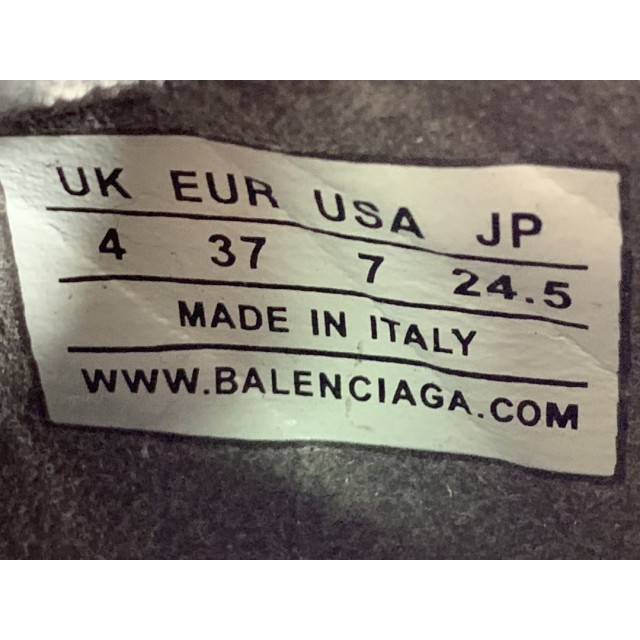 UK EUR USA JP
4 37 7 24.5
MADE IN ITALY
WWW.BALENCIAGA.COM